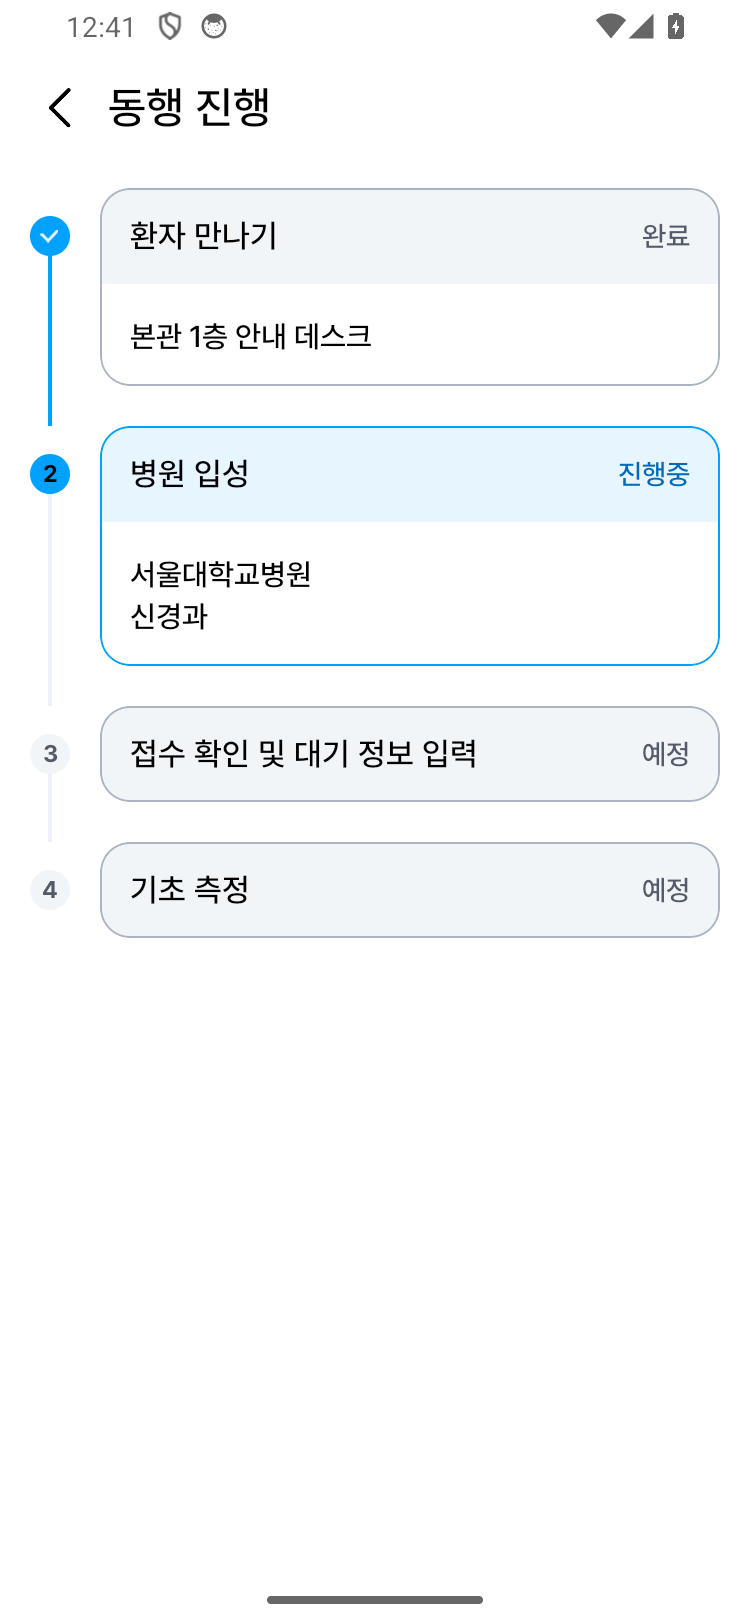 12:41
동행 진행
환자 만나기
완료
본관 1층 안내 데스크
2
병원 입성
진행중
서울대학교병원
신경과
3
접수 확인 및 대기 정보 입력
예정
4
기초 측정
예정